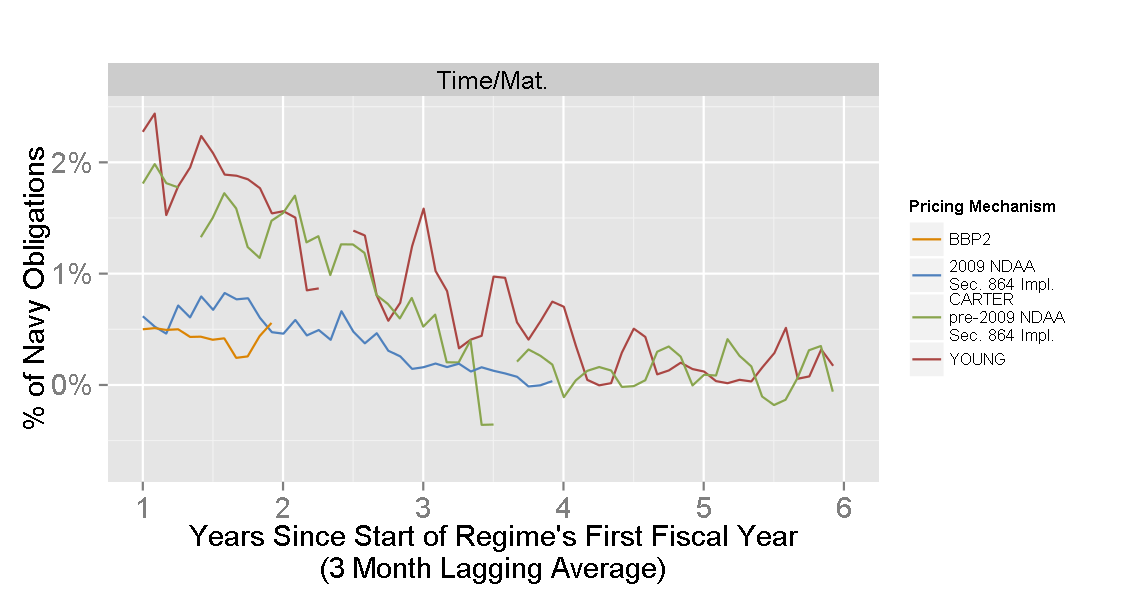 Time/Mat.
% of Navy Obligations
2%
1%
0%
1 2 3 4 5 6
Years Since Start of Regime's First Fiscal Year
(3 Month Lagging Average)
Pricing Mechanism
BBP2
2009 NDAA
Sec. 864 Impl.
CARTER
pre-2009 NDAA
Sec. 864 Impl.
YOUNG